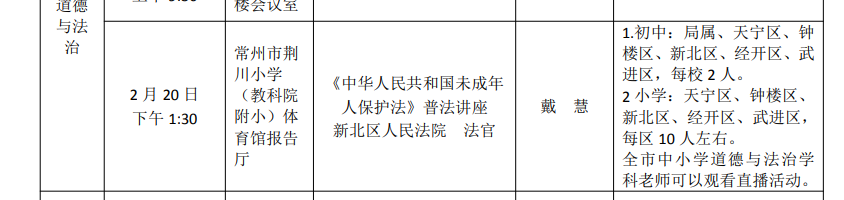 道德
与法
治
楼会议室
2 月 20 日
下午 1:30
常州市荆
川小学
（教科院
附小）体
育馆报告
厅
《中华人民共和国未成年
人保护法》普法讲座
新北区人民法院 法官
戴 慧
1.初中：局属、天宁区、钟
楼区、新北区、经开区、武
进区，每校 2 人。
2 小学：天宁区、钟楼区、
新北区、经开区、武进区，
每区 10 人左右。
全市中小学道德与法治学
科老师可以观看直播活动。